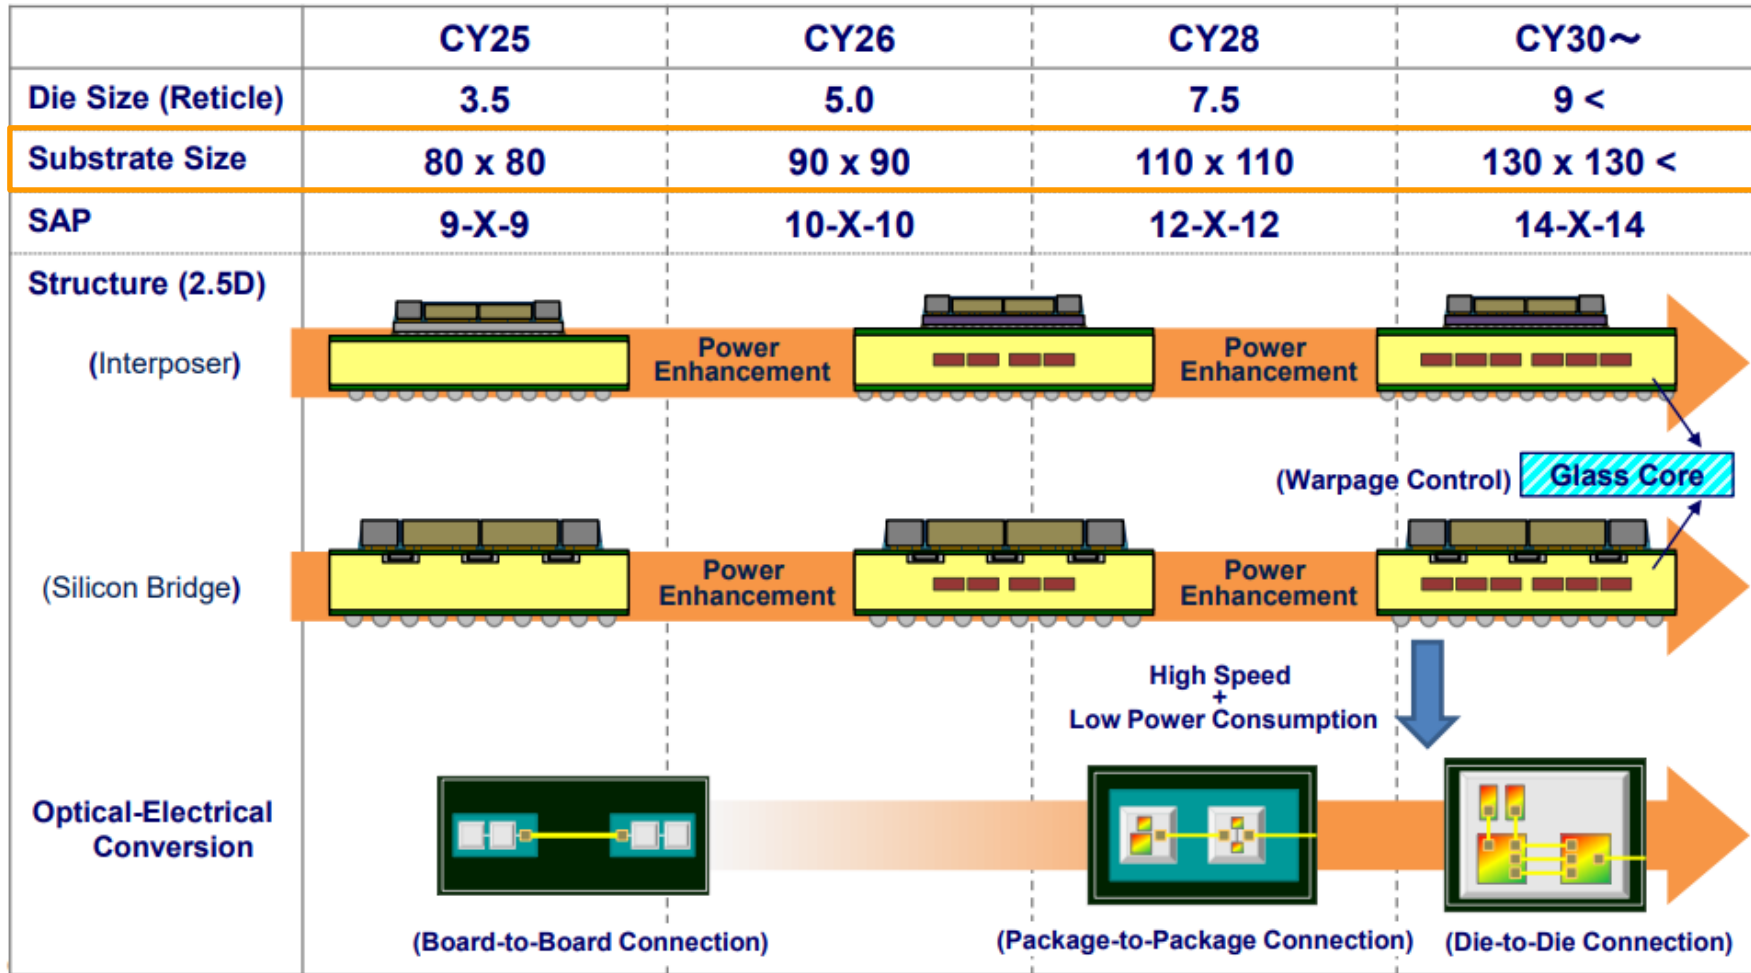 CY25 CY26 CY28 CY30～
Die Size (Reticle) 3.5 5.0 7.5 9 <
Substrate Size 80 x 80 90 x 90 110 x 110 130 x 130 <
SAP 9-X-9 10-X-10 12-X-12 14-X-14
Structure (2.5D)
(Interposer)
Power
Enhancement
Power
Enhancement
(Warpage Control) Glass Core
(Silicon Bridge)
Power
Enhancement
Power
Enhancement
High Speed
+
Low Power Consumption
Optical-Electrical
Conversion
(Board-to-Board Connection) (Package-to-Package Connection) (Die-to-Die Connection)